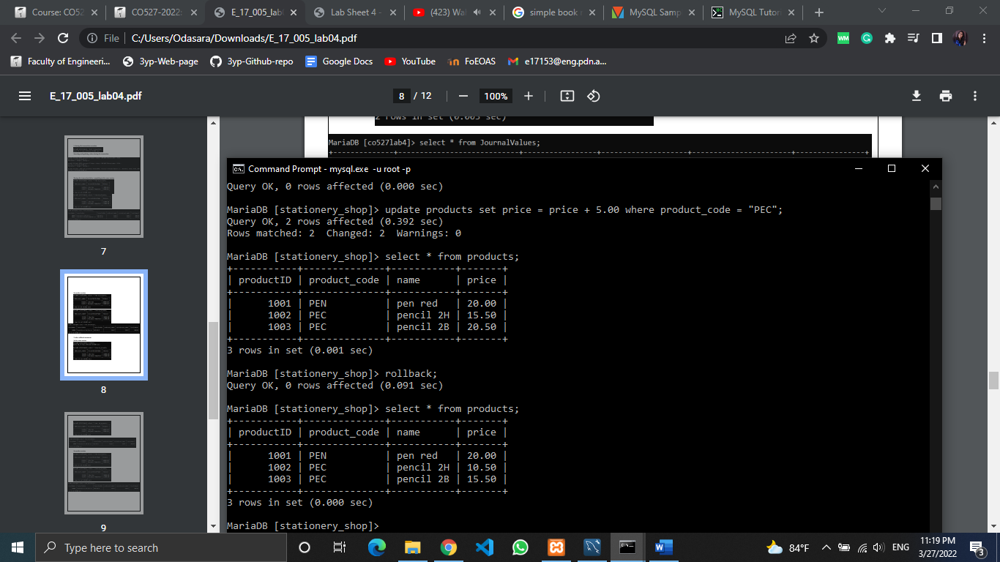 Course: CO52
CO527-2022:
E_17_005_lab
Lab Sheet 4 -
(423) Wal
simple book
MySQL Samp
MySQL Tutor
File
C:/Users/Odasara/Downloads/E_17_005_lab04.pdf
Faculty of Engineeri...
3yp-Web-page
3yp-Github-repo
Google Docs
YouTube
FoEOAS
e17153@eng.pdn.a...
E_17_005_lab04.pdf
8 / 12
100%
7
8
9
2 rows in set (0.005 sec)
MariaDB [co527lab4]> select * from JournalValues;
Command Prompt - mysql.exe -u root -p
Query OK, 0 rows affected (0.000 sec)
MariaDB [stationery_shop]> update products set price = price + 5.00 where product_code = "PEC";
Query OK, 2 rows affected (0.392 sec)
Rows matched: 2  Changed: 2  Warnings: 0
MariaDB [stationery_shop]> select * from products;
+-----------+--------------+-----------+-------+
| productID | product_code | name      | price |
+-----------+--------------+-----------+-------+
|      1001 | PEN          | pen red   | 20.00 |
|      1002 | PEC          | pencil 2H | 15.50 |
|      1003 | PEC          | pencil 2B | 20.50 |
+-----------+--------------+-----------+-------+
3 rows in set (0.001 sec)
MariaDB [stationery_shop]> rollback;
Query OK, 0 rows affected (0.091 sec)
MariaDB [stationery_shop]> select * from products;
+-----------+--------------+-----------+-------+
| productID | product_code | name      | price |
+-----------+--------------+-----------+-------+
|      1001 | PEN          | pen red   | 20.00 |
|      1002 | PEC          | pencil 2H | 10.50 |
|      1003 | PEC          | pencil 2B | 15.50 |
+-----------+--------------+-----------+-------+
3 rows in set (0.000 sec)
MariaDB [stationery_shop]>
Type here to search
84°F
ENG
11:19 PM
3/27/2022
3